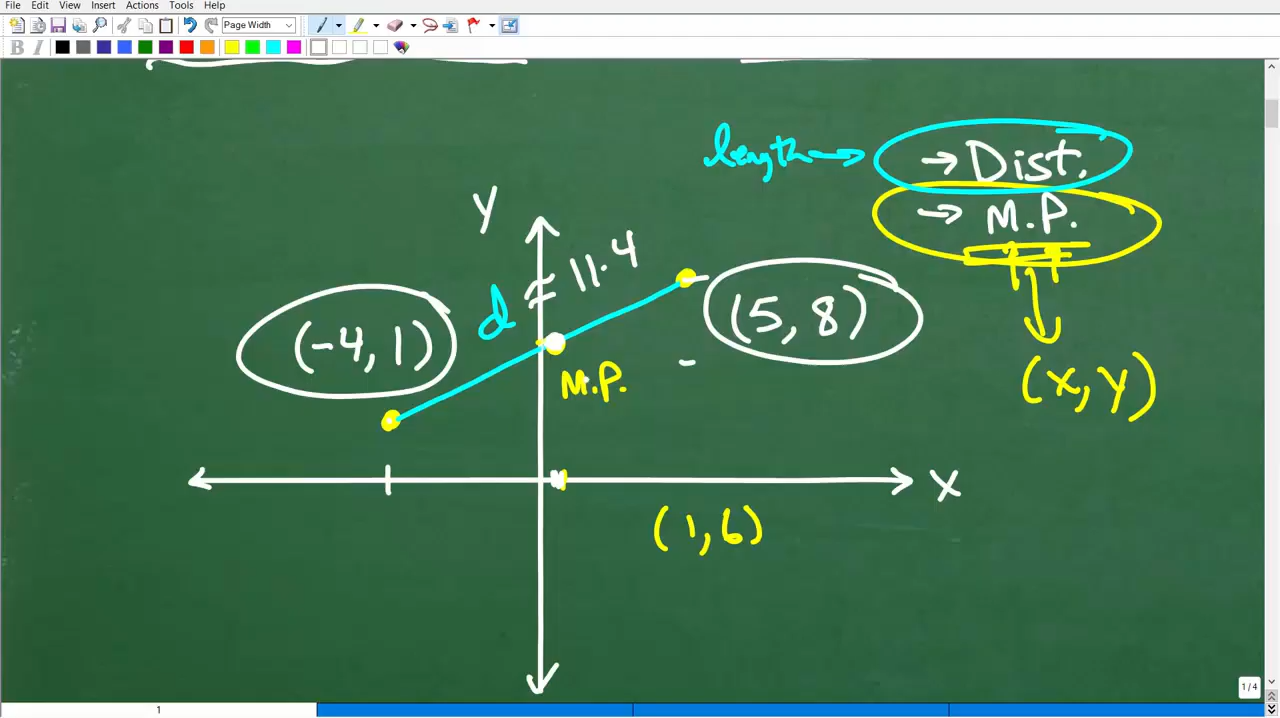 File Edit View Insert Actions Tools Help
Page Width
B I
length → → Dist.
→ M.P.
y
11.4
d
(-4, 1)
(5, 8)
M.P.
(x, y)
x
(1, 6)
1/4
1